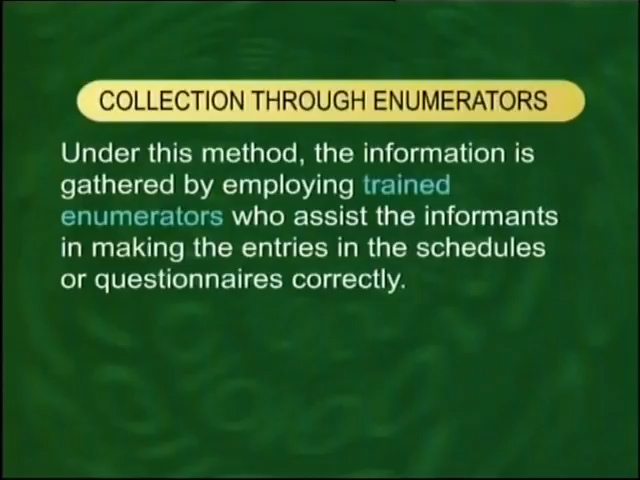 COLLECTION THROUGH ENUMERATORS
Under this method, the information is
gathered by employing trained
enumerators who assist the informants
in making the entries in the schedules
or questionnaires correctly.